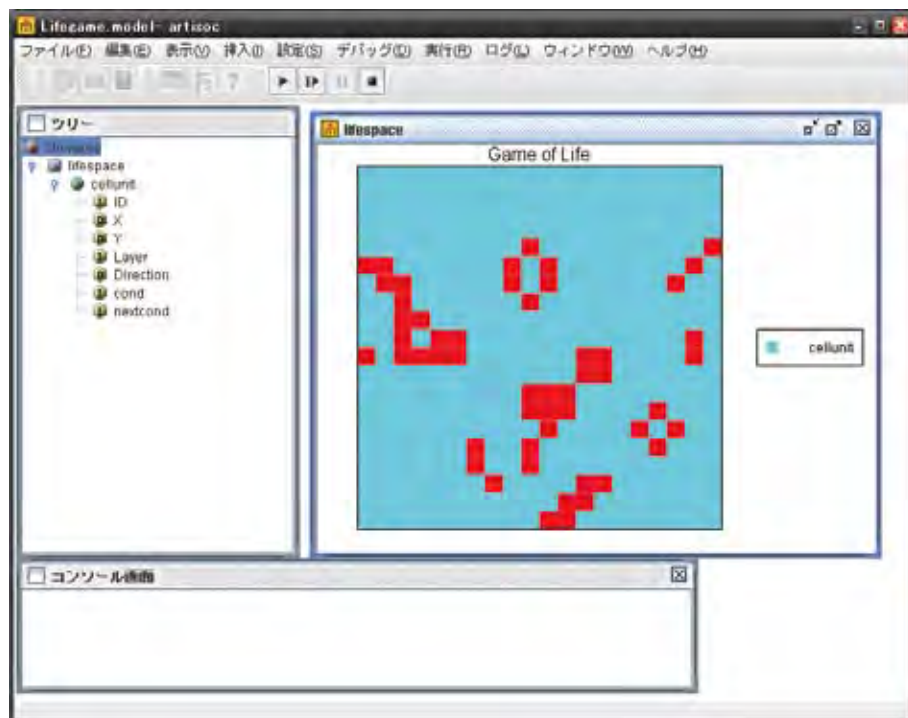 Lifegame.model- artisoc
ファイル(F) 編集(E) 表示(V) 挿入(I) 設定(S) デバッグ(D) 実行(R) ログ(L) ウィンドウ(W) ヘルプ(H)
ツリー
lifespace
cellunit
ID
X
Y
Layer
Direction
cond
nextcond
lifespace
Game of Life
cellunit
コンソール画面